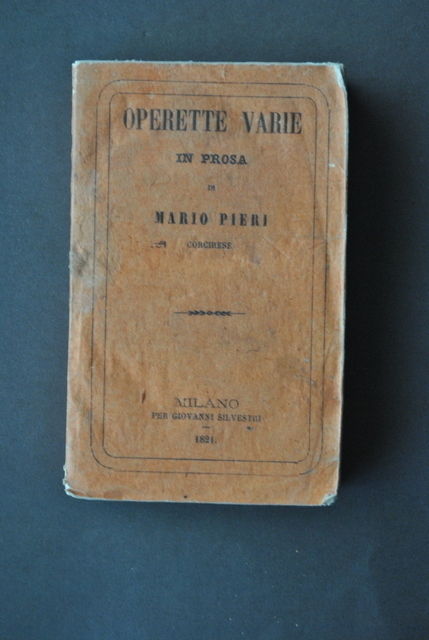 OPERETTE VARIE
IN PROSA
DI
MARIO PIERI
CORCIRESE
MILANO
PER GIOVANNI SILVESTRI
1821.